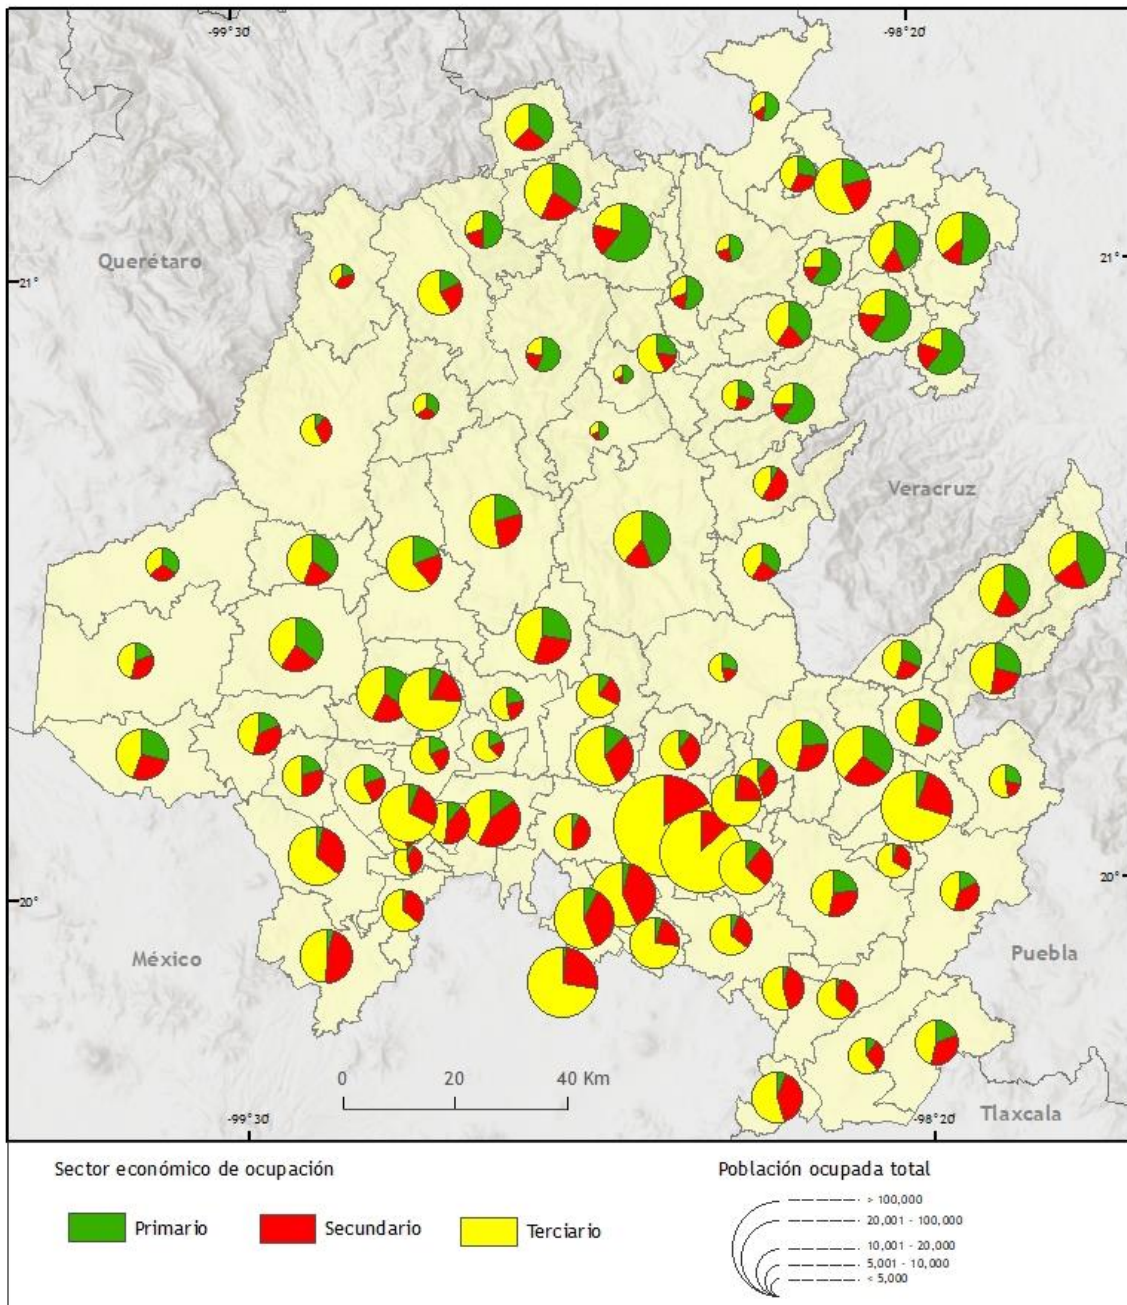 -99°30'
-98°20'
Querétaro
21°
21°
Veracruz
20°
20°
México
Puebla
0 20 40 Km
-99°30'
-98°20'
Tlaxcala
Sector económico de ocupación
Primario
Secundario
Terciario
Población ocupada total
> 100,000
20,001 - 100,000
10,001 - 20,000
5,001 - 10,000
< 5,000